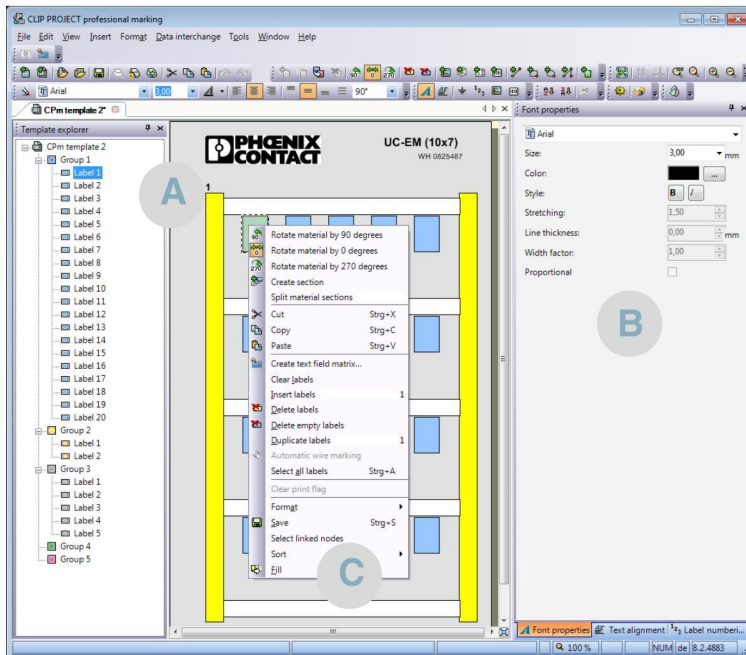 CLIP PROJECT professional marking
File Edit View Insert Format Data interchange Tools Window Help
Arial 3,00 90°
CPm template 2*
Template explorer
CPm template 2
Group 1
Label 1
Label 2
Label 3
Label 4
Label 5
Label 6
Label 7
Label 8
Label 9
Label 10
Label 11
Label 12
Label 13
Label 14
Label 15
Label 16
Label 17
Label 18
Label 19
Label 20
Group 2
Label 1
Label 2
Group 3
Label 1
Label 2
Label 3
Label 4
Label 5
Group 4
Group 5
A
PHŒNIX CONTACT
UC-EM (10x7)
WH 0825487
1
90 Rotate material by 90 degrees
0 Rotate material by 0 degrees
270 Rotate material by 270 degrees
Create section
Split material sections
Cut Strg+X
Copy Strg+C
Paste Strg+V
Create text field matrix...
Clear labels
Insert labels 1
Delete labels
Delete empty labels
Duplicate labels 1
Automatic wire marking
Select all labels Strg+A
Clear print flag
Format
Save Strg+S
Select linked nodes
Sort
Fill
C
Font properties
Arial
Size: 3,00 mm
Color: ...
Style: B I
Stretching: 1,50
Line thickness: 0,00 mm
Width factor: 1,00
Proportional
B
Font properties Text alignment Label numberi...
100 % NUM de 8.2.4883